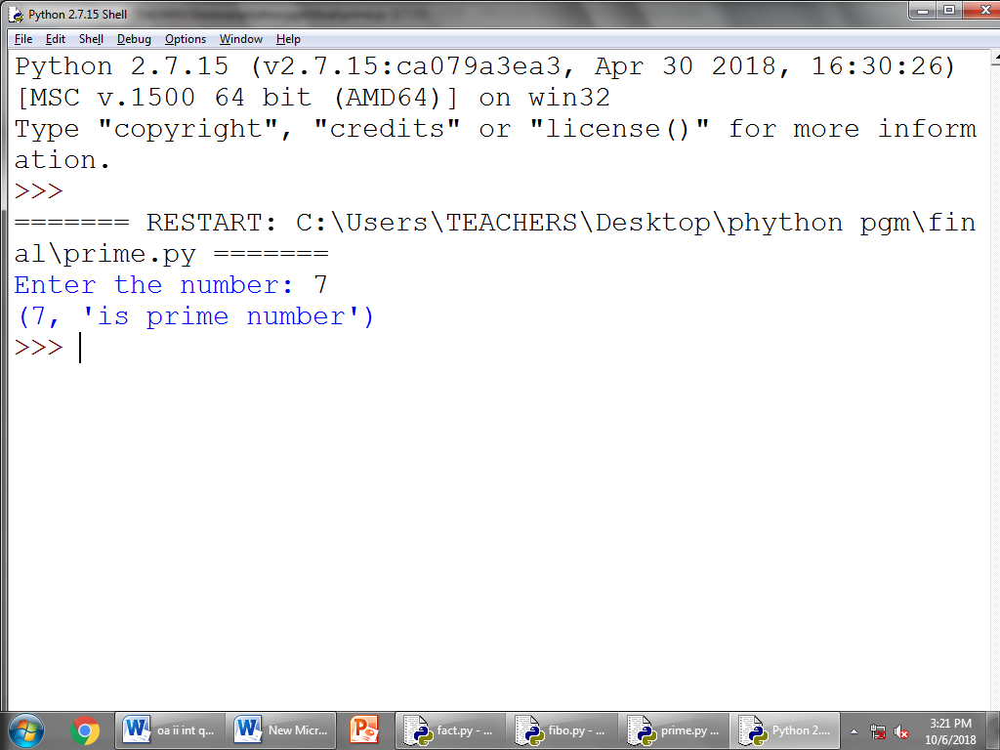 Python 2.7.15 Shell
File Edit Shell Debug Options Window Help
Python 2.7.15 (v2.7.15:ca079a3ea3, Apr 30 2018, 16:30:26)
[MSC v.1500 64 bit (AMD64)] on win32
Type "copyright", "credits" or "license()" for more inform
ation.
>>>
======= RESTART: C:\Users\TEACHERS\Desktop\phython pgm\fin
al\prime.py =======
Enter the number: 7
(7, 'is prime number')
>>>
oa ii int q... New Micr... fact.py - ... fibo.py - ... prime.py ... Python 2....
3:21 PM
10/6/2018